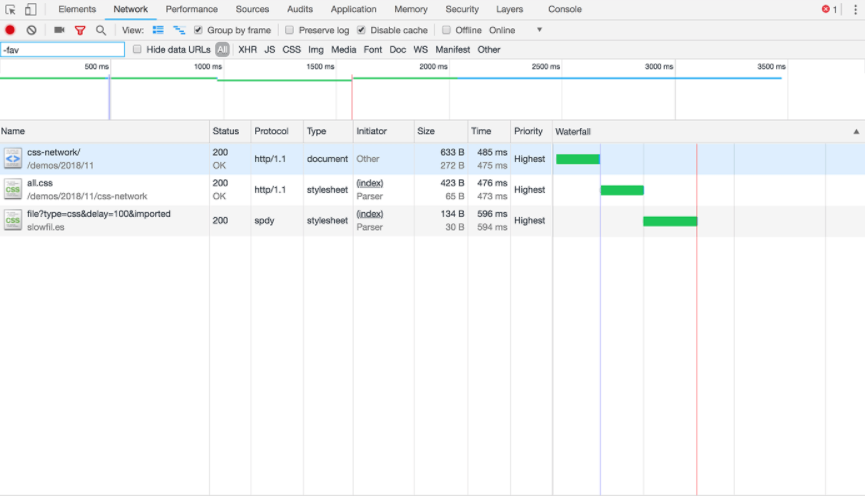 Elements Network Performance Sources Audits Application Memory Security Layers Console 1
View: Group by frame Preserve log Disable cache Offline Online
-fav Hide data URLs All XHR JS CSS Img Media Font Doc WS Manifest Other
500 ms 1000 ms 1500 ms 2000 ms 2500 ms 3000 ms 3500 ms
Name Status Protocol Type Initiator Size Time Priority Waterfall
css-network/ 200 http/1.1 document Other 633 B 485 ms Highest
/demos/2018/11 OK 272 B 475 ms
all.css 200 http/1.1 stylesheet (index) 423 B 476 ms Highest
/demos/2018/11/css-network OK Parser 65 B 473 ms
file?type=css&delay=100&imported 200 spdy stylesheet (index) 134 B 596 ms Highest
slowfil.es Parser 30 B 594 ms